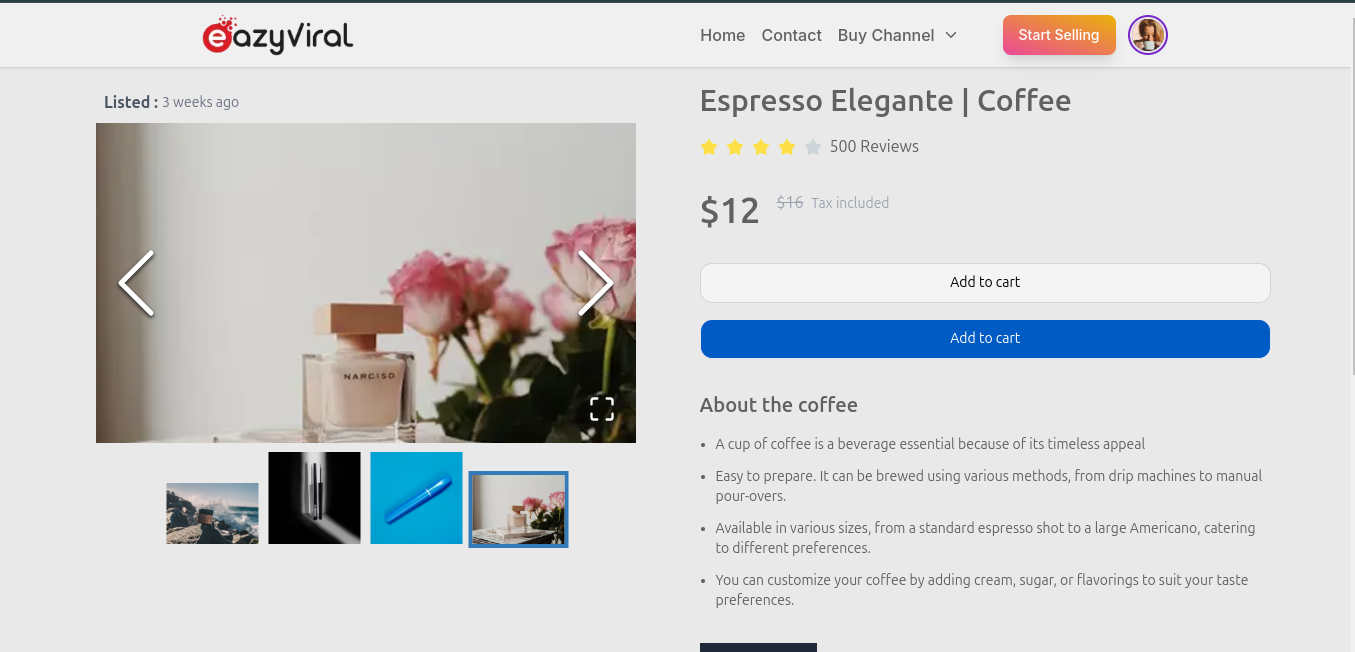 eazyViral
Home Contact Buy Channel Start Selling
Listed : 3 weeks ago
NARCISO
Espresso Elegante | Coffee
500 Reviews
$12 $16 Tax included
Add to cart
Add to cart
About the coffee
• A cup of coffee is a beverage essential because of its timeless appeal
• Easy to prepare. It can be brewed using various methods, from drip machines to manual
pour-overs.
• Available in various sizes, from a standard espresso shot to a large Americano, catering
to different preferences.
• You can customize your coffee by adding cream, sugar, or flavorings to suit your taste
preferences.